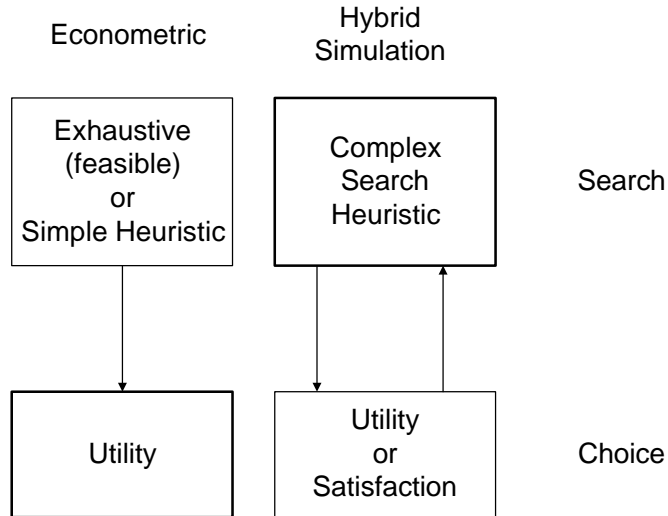 Econometric
Hybrid
Simulation
Exhaustive
(feasible)
or
Simple Heuristic
Complex
Search
Heuristic
Search
Utility
Utility
or
Satisfaction
Choice